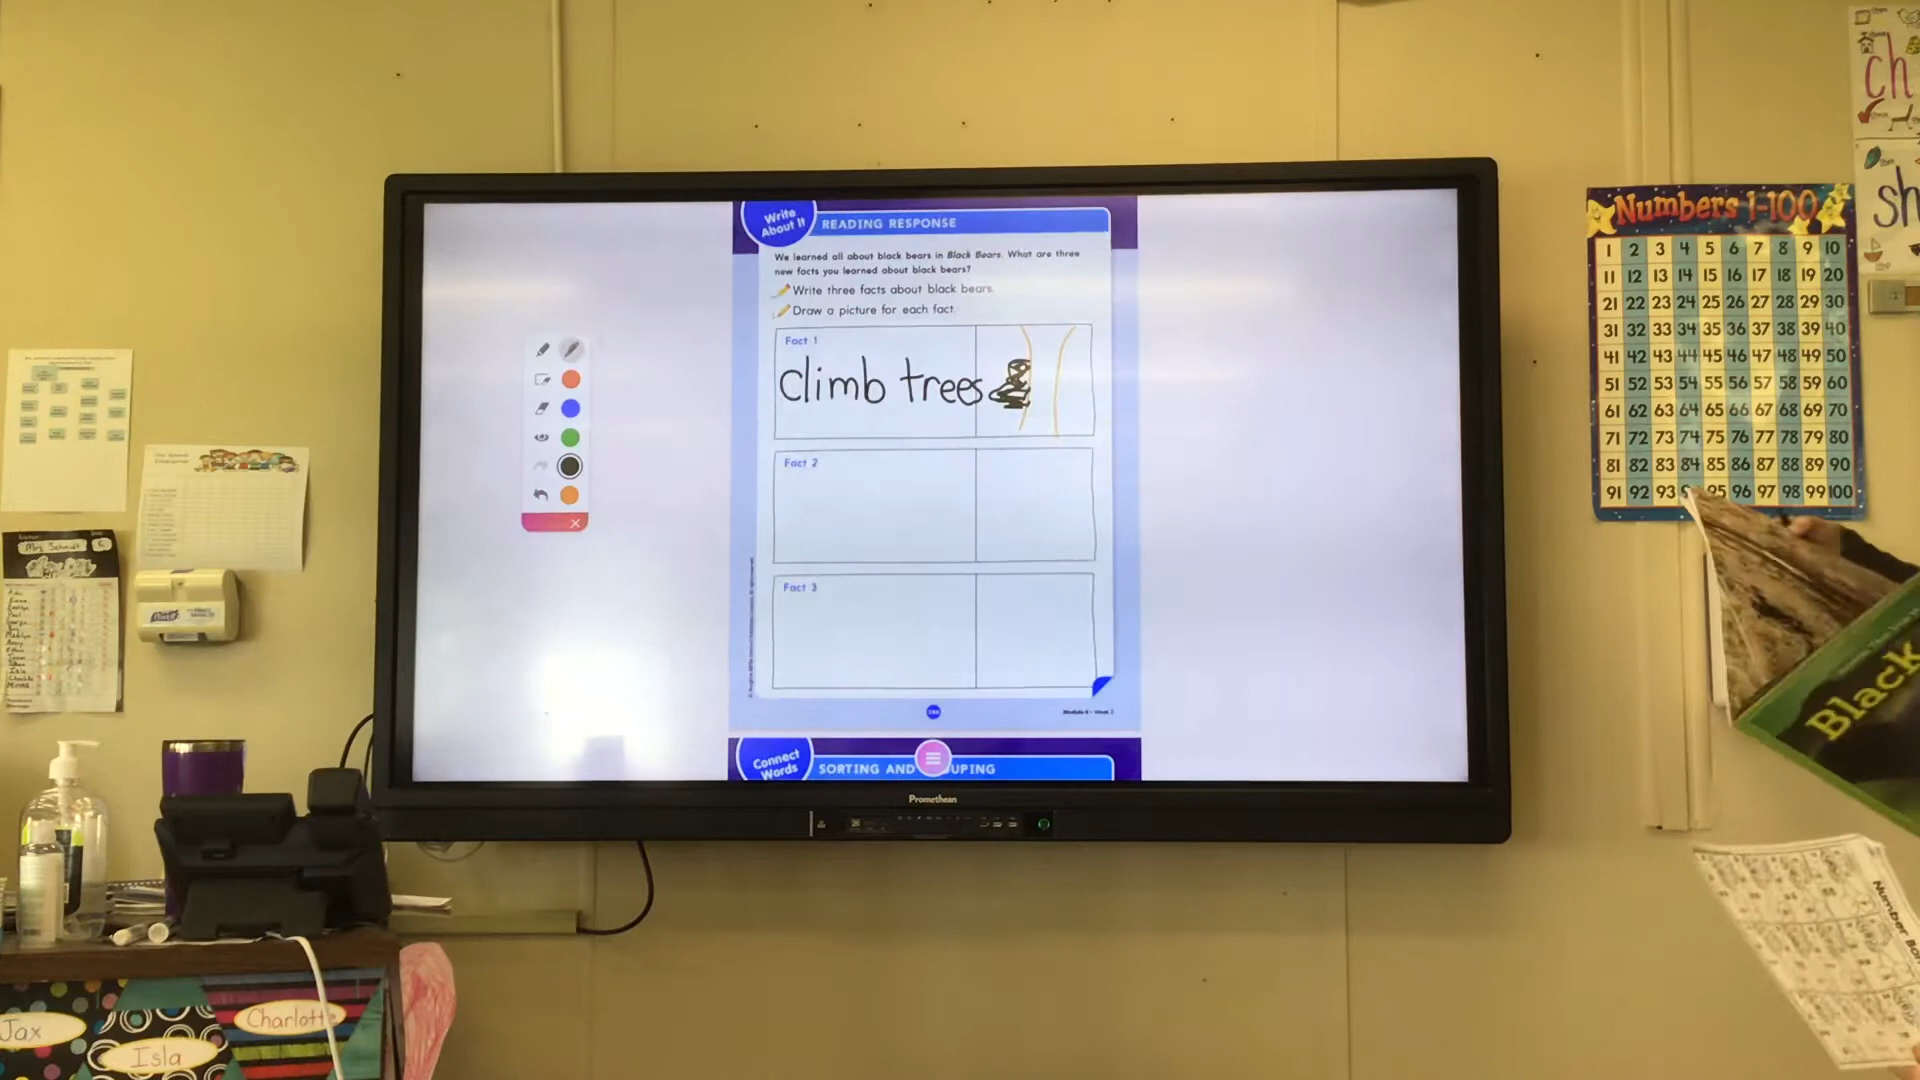 Write
About It
READING RESPONSE
We learned all about black bears in Black Bears. What are three
new facts you learned about black bears?
Write three facts about black bears.
Draw a picture for each fact.
Fact 1
climb trees
Fact 2
Fact 3
Connect
Words
SORTING AND
UPING
Promethean
Numbers 1-100
1 2 3 4 5 6 7 8 9 10
11 12 13 14 15 16 17 18 19 20
21 22 23 24 25 26 27 28 29 30
31 32 33 34 35 36 37 38 39 40
41 42 43 44 45 46 47 48 49 50
51 52 53 54 55 56 57 58 59 60
61 62 63 64 65 66 67 68 69 70
71 72 73 74 75 76 77 78 79 80
81 82 83 84 85 86 87 88 89 90
91 92 93 95 96 97 98 99 100
ch
sh
Black
Mrs Schmidt
PURELL
Jax
Isla
Charlotte